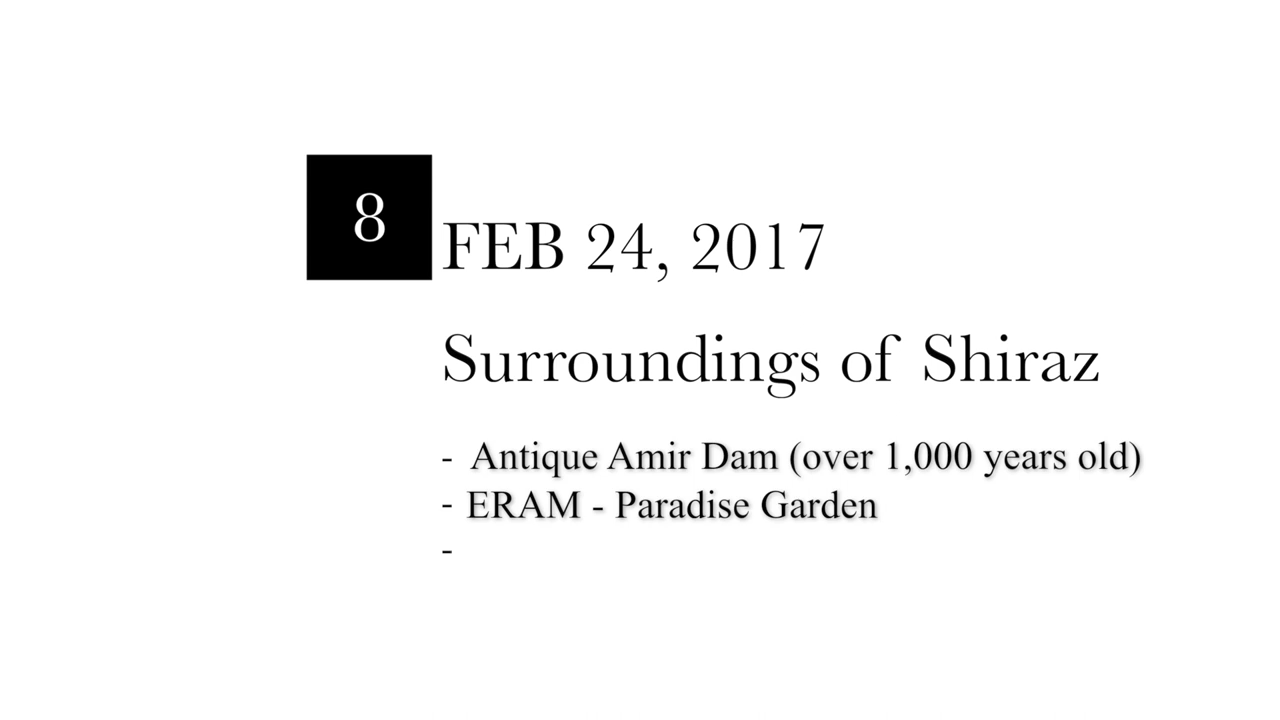 8
FEB 24, 2017
Surroundings of Shiraz
- Antique Amir Dam (over 1,000 years old)
- ERAM - Paradise Garden
-